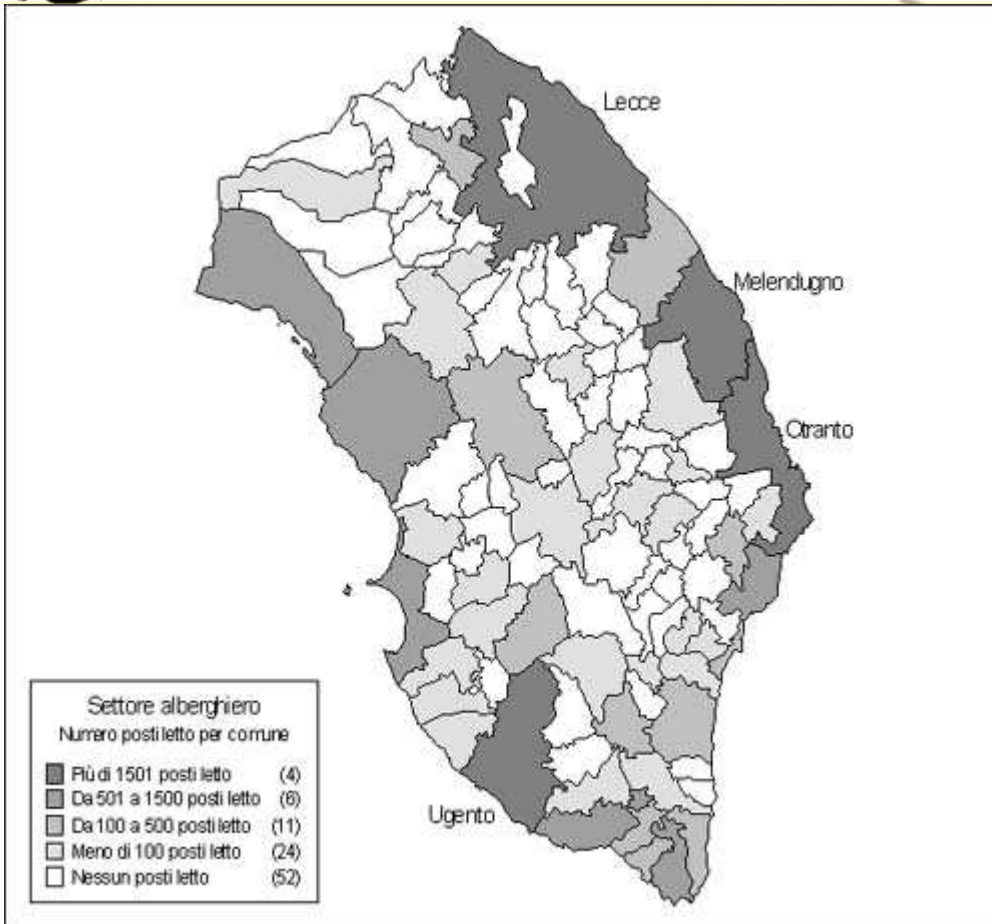 Lecce
Melendugno
Otranto
Ugento
Settore alberghiero
Numero posti letto per comune
Più di 1501 posti letto (4)
Da 501 a 1500 posti letto (6)
Da 100 a 500 posti letto (11)
Meno di 100 posti letto (24)
Nessun posti letto (52)